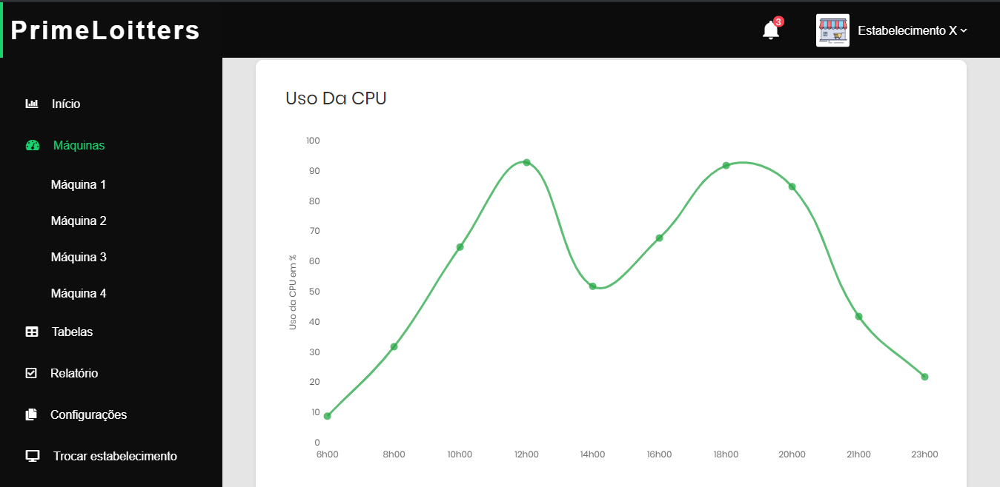 PrimeLoitters
3
Estabelecimento X
Início
Máquinas
Máquina 1
Máquina 2
Máquina 3
Máquina 4
Tabelas
Relatório
Configurações
Trocar estabelecimento
Uso Da CPU
Uso da CPU em %
100
90
80
70
60
50
40
30
20
10
0
6h00 8h00 10h00 12h00 14h00 16h00 18h00 20h00 21h00 23h00